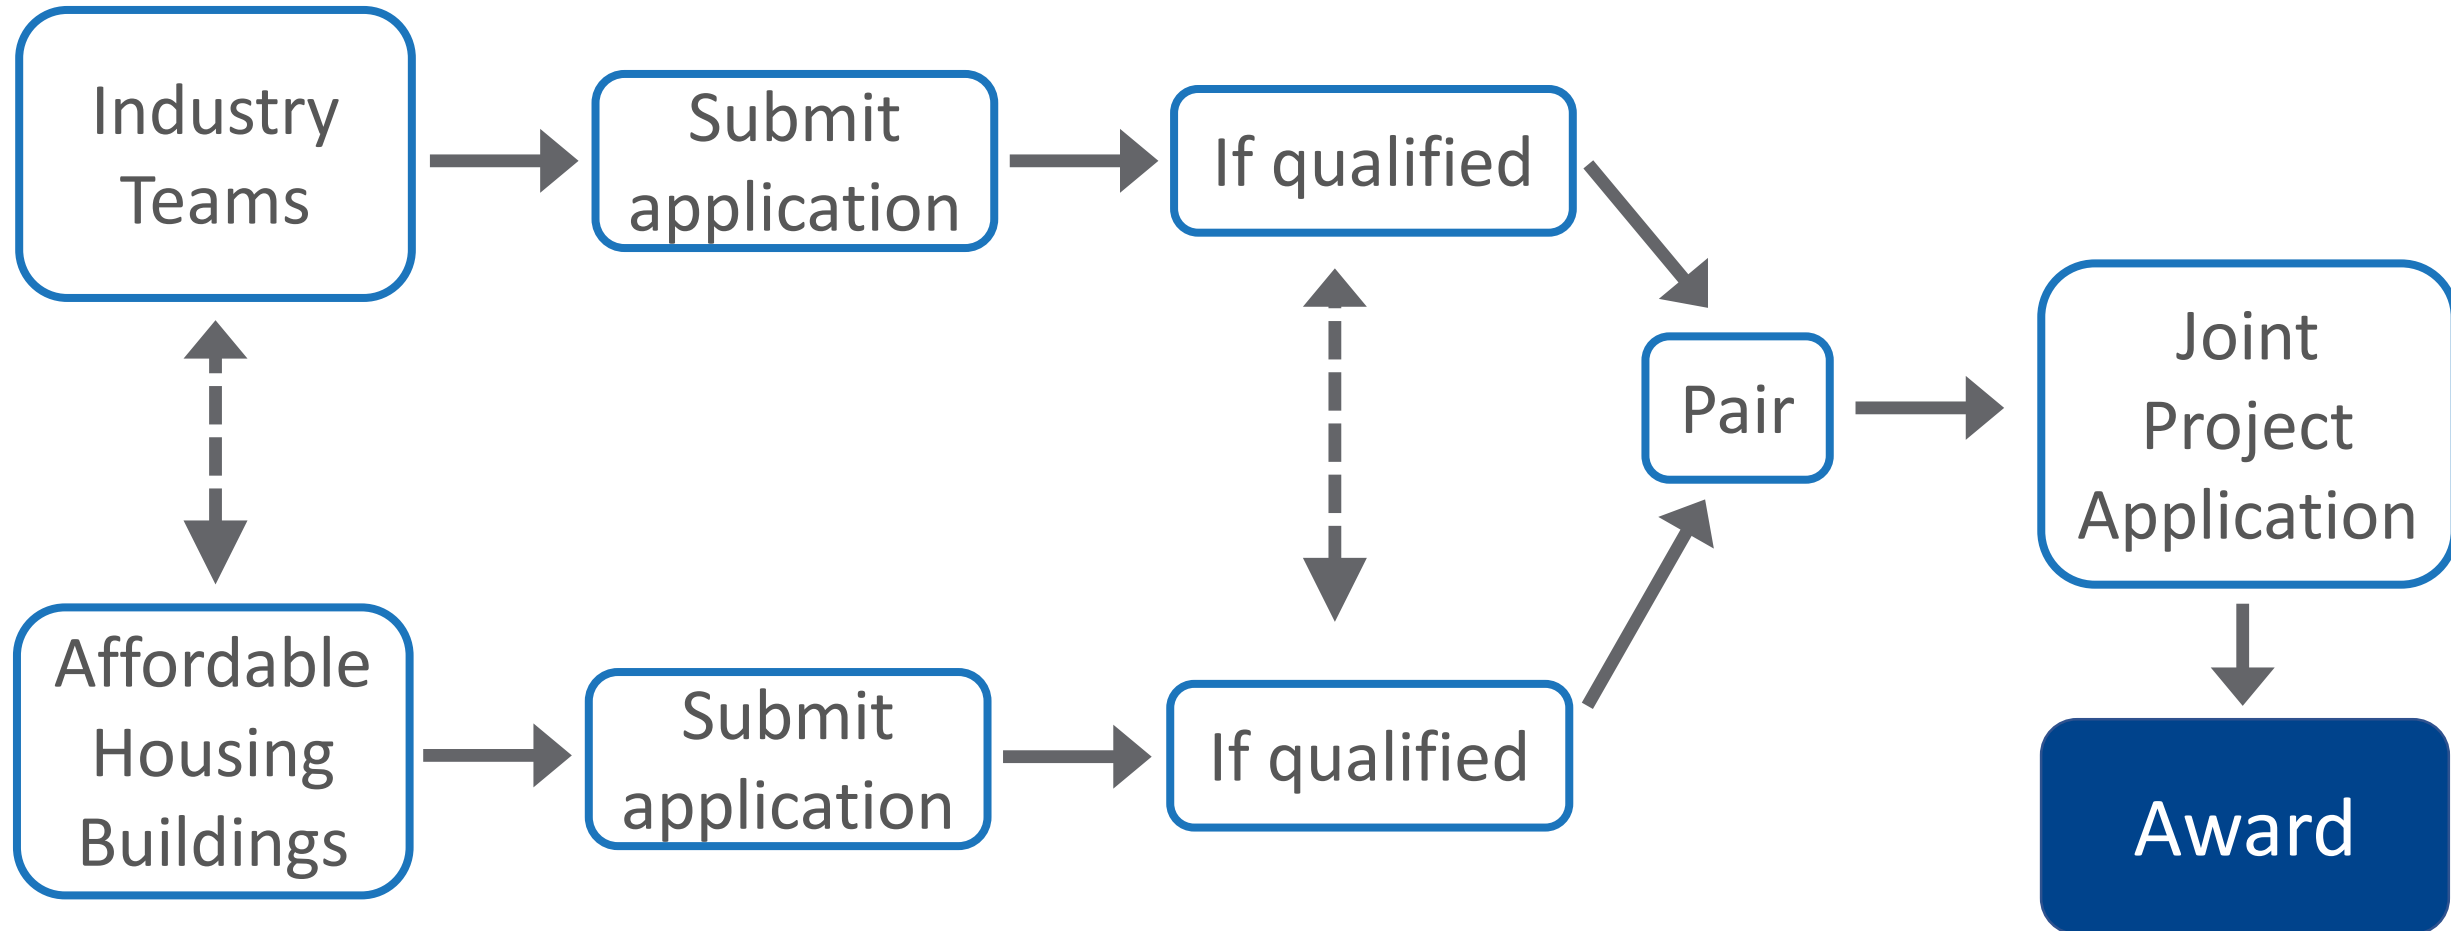 Industry
Teams
Submit
application
If qualified
Pair
Joint
Project
Application
Affordable
Housing
Buildings
Submit
application
If qualified
Award